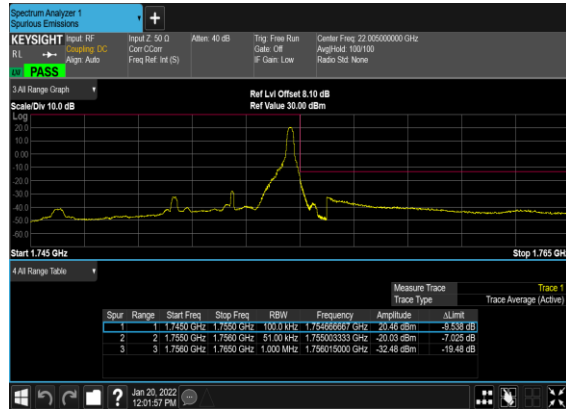 Spectrum Analyzer 1
Spurious Emissions
+
KEYSIGHT Input: RF Input Z: 50 Ω Atten: 40 dB Trig: Free Run Center Freq: 22.005000000 GHz
RL Coupling: DC Corr CCorr Gate: Off Avg|Hold: 100/100
Align: Auto Freq Ref: Int (S) IF Gain: Low Radio Std: None
PASS
3 All Range Graph
Ref Lvl Offset 8.10 dB
Scale/Div 10.0 dB Ref Value 30.00 dBm
Log
20.0
10.0
0.00
-10.0
-20.0
-30.0
-40.0
-50.0
-60.0
Start 1.745 GHz Stop 1.765 GHz
4 All Range Table
Measure Trace Trace 1
Trace Type Trace Average (Active)
Spur Range Start Freq Stop Freq RBW Frequency Amplitude ΔLimit
1 1 1.7450 GHz 1.7550 GHz 100.0 kHz 1.754666667 GHz 20.46 dBm -9.538 dB
2 2 1.7550 GHz 1.7560 GHz 51.00 kHz 1.755003333 GHz -20.03 dBm -7.025 dB
3 3 1.7560 GHz 1.7650 GHz 1.000 MHz 1.756015000 GHz -32.48 dBm -19.48 dB
? Jan 20, 2022
12:01:57 PM